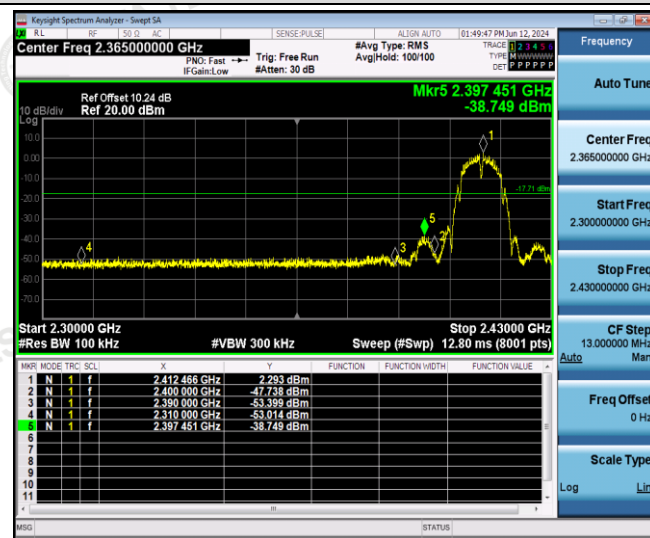 Keysight Spectrum Analyzer - Swept SA
RL RF 50 Ω AC SENSE:PULSE ALIGN AUTO 01:49:47 PM Jun 12, 2024
Center Freq 2.365000000 GHz
PNO: Fast
IFGain:Low
Trig: Free Run
#Atten: 30 dB
#Avg Type: RMS
Avg|Hold: 100/100
TRACE 1 2 3 4 5 6
TYPE M W W W W W
DET P P P P P P
10 dB/div
Log
Ref Offset 10.24 dB
Ref 20.00 dBm
Mkr5 2.397 451 GHz
-38.749 dBm
10.0
0.00
-10.0
-20.0
-30.0
-40.0
-50.0
-60.0
-70.0
-17.71 dBm
1
2
3
4
5
Start 2.30000 GHz Stop 2.43000 GHz
#Res BW 100 kHz #VBW 300 kHz Sweep (#Swp) 12.80 ms (8001 pts)
MKR MODE TRC SCL X Y FUNCTION FUNCTION WIDTH FUNCTION VALUE
1 N 1 f 2.412 466 GHz 2.293 dBm
2 N 1 f 2.400 000 GHz -47.738 dBm
3 N 1 f 2.390 000 GHz -53.399 dBm
4 N 1 f 2.310 000 GHz -53.014 dBm
5 N 1 f 2.397 451 GHz -38.749 dBm
6
7
8
9
10
11
MSG STATUS
Frequency
Auto Tune
Center Freq
2.365000000 GHz
Start Freq
2.300000000 GHz
Stop Freq
2.430000000 GHz
CF Step
13.000000 MHz
Auto Man
Freq Offset
0 Hz
Scale Type
Log Lin